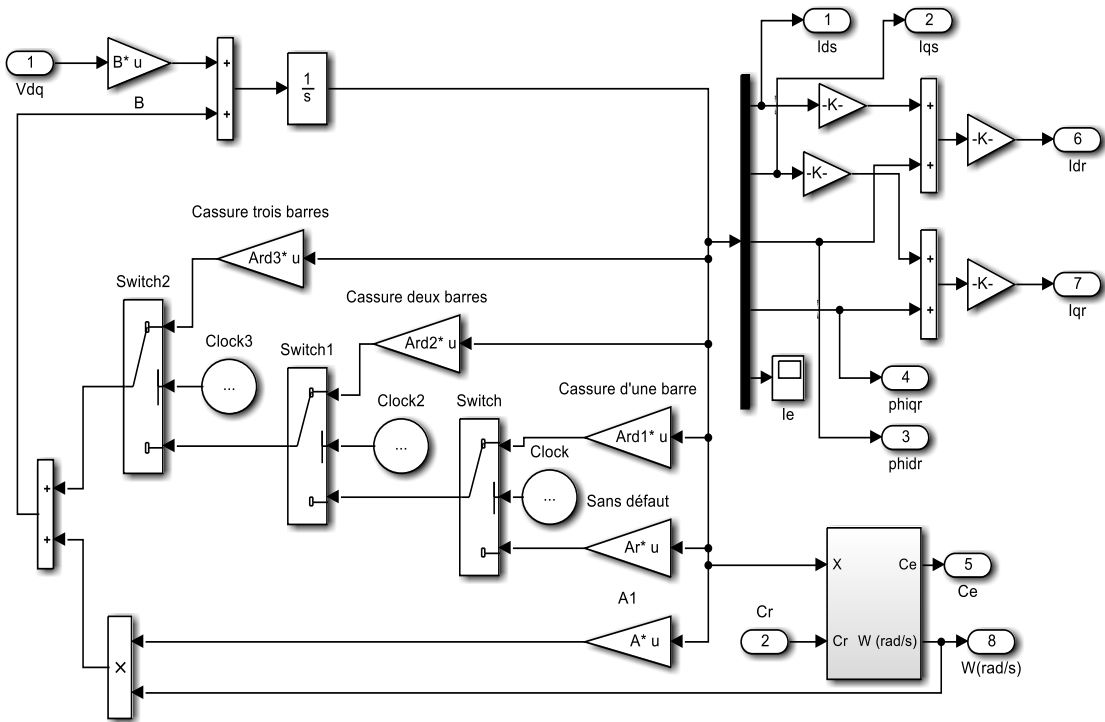 1
Vdq
B* u
B
+
+
1
s
1
Ids
2
Iqs
-K-
-K-
+
+
-K-
6
Idr
+
+
-K-
7
Iqr
Cassure trois barres
Ard3* u
Switch2
Clock3
...
Cassure deux barres
Ard2* u
Switch1
Clock2
...
Cassure d'une barre
Ard1* u
Switch
Clock
...
Sans défaut
Ar* u
Ie
4
phiqr
3
phidr
+
+
A1
A* u
X
Cr
2
X
Cr
Ce
W (rad/s)
5
Ce
8
W(rad/s)